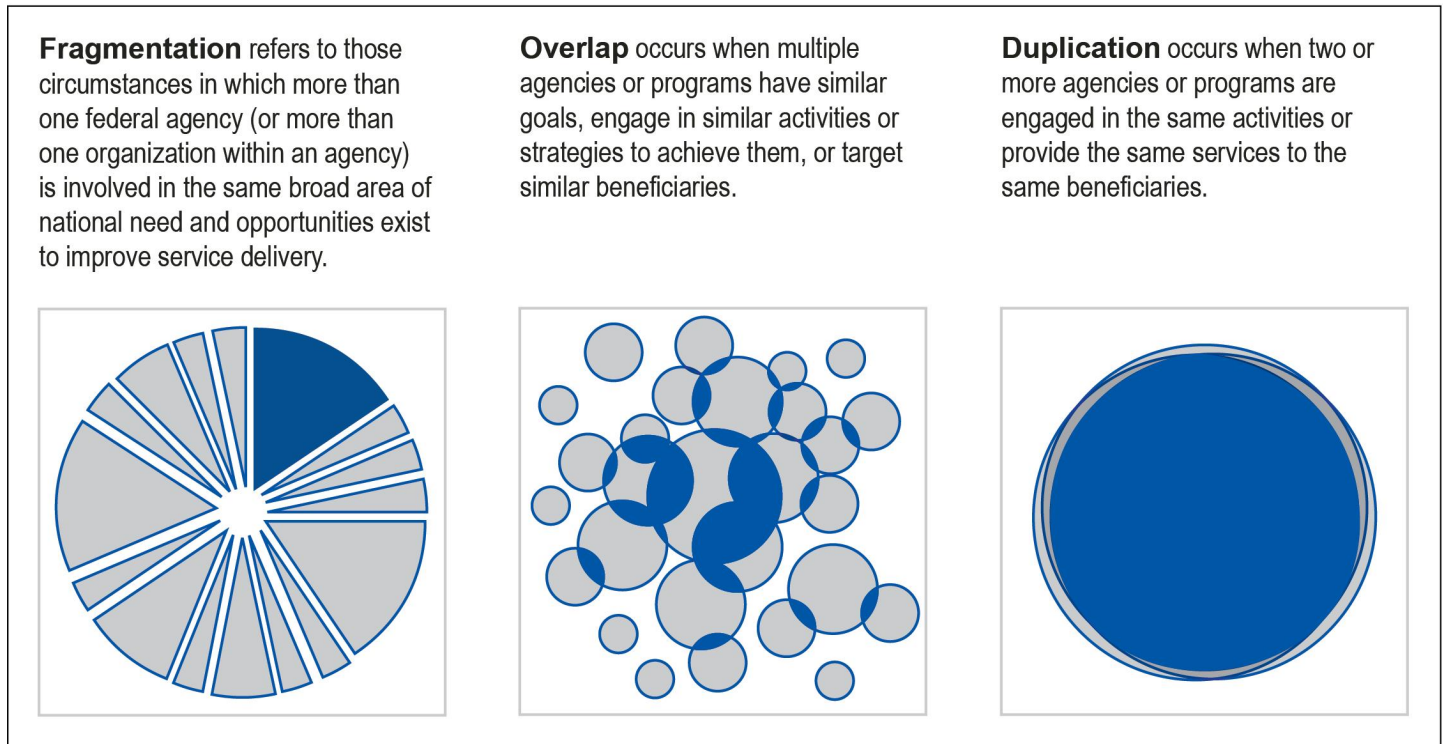 Fragmentation refers to those
circumstances in which more than
one federal agency (or more than
one organization within an agency)
is involved in the same broad area of
national need and opportunities exist
to improve service delivery.
Overlap occurs when multiple
agencies or programs have similar
goals, engage in similar activities or
strategies to achieve them, or target
similar beneficiaries.
Duplication occurs when two or
more agencies or programs are
engaged in the same activities or
provide the same services to the
same beneficiaries.